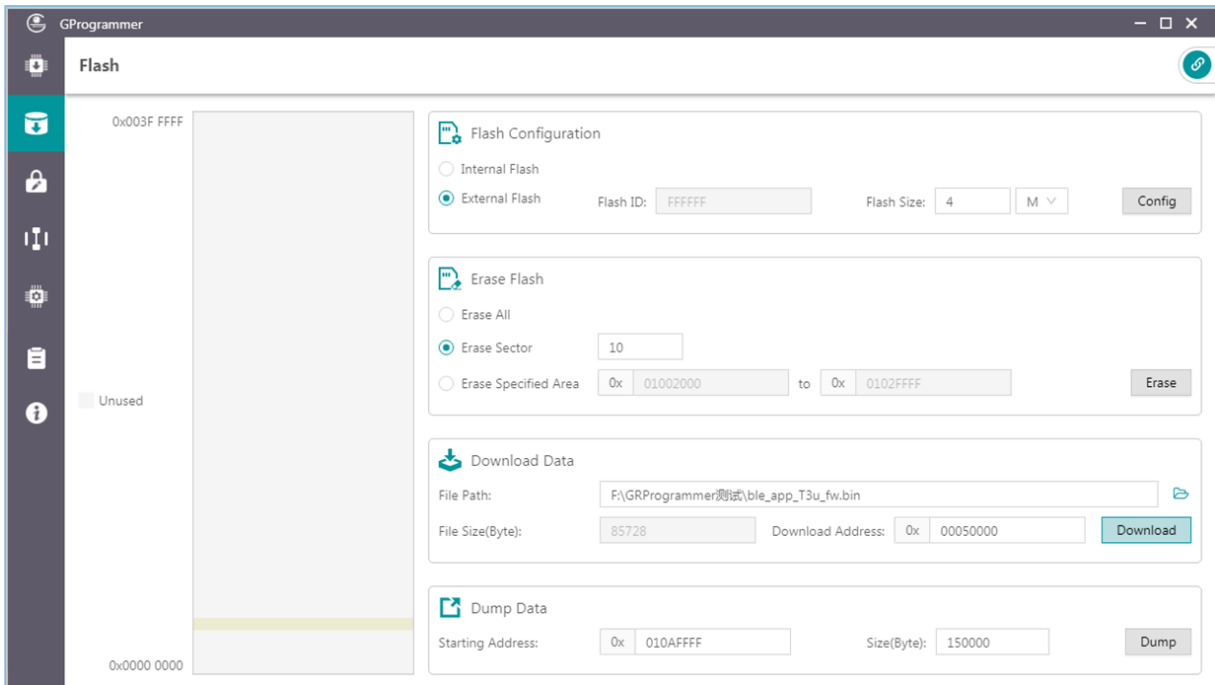 GProgrammer
Flash
0x003F FFFF
Unused
0x0000 0000
Flash Configuration
Internal Flash
External Flash Flash ID: FFFFFF Flash Size: 4 M Config
Erase Flash
Erase All
Erase Sector 10
Erase Specified Area 0x 01002000 to 0x 0102FFFF Erase
Download Data
File Path: F:\GRProgrammer测试\ble_app_T3u_fw.bin
File Size(Byte): 85728 Download Address: 0x 00050000 Download
Dump Data
Starting Address: 0x 010AFFFF Size(Byte): 150000 Dump